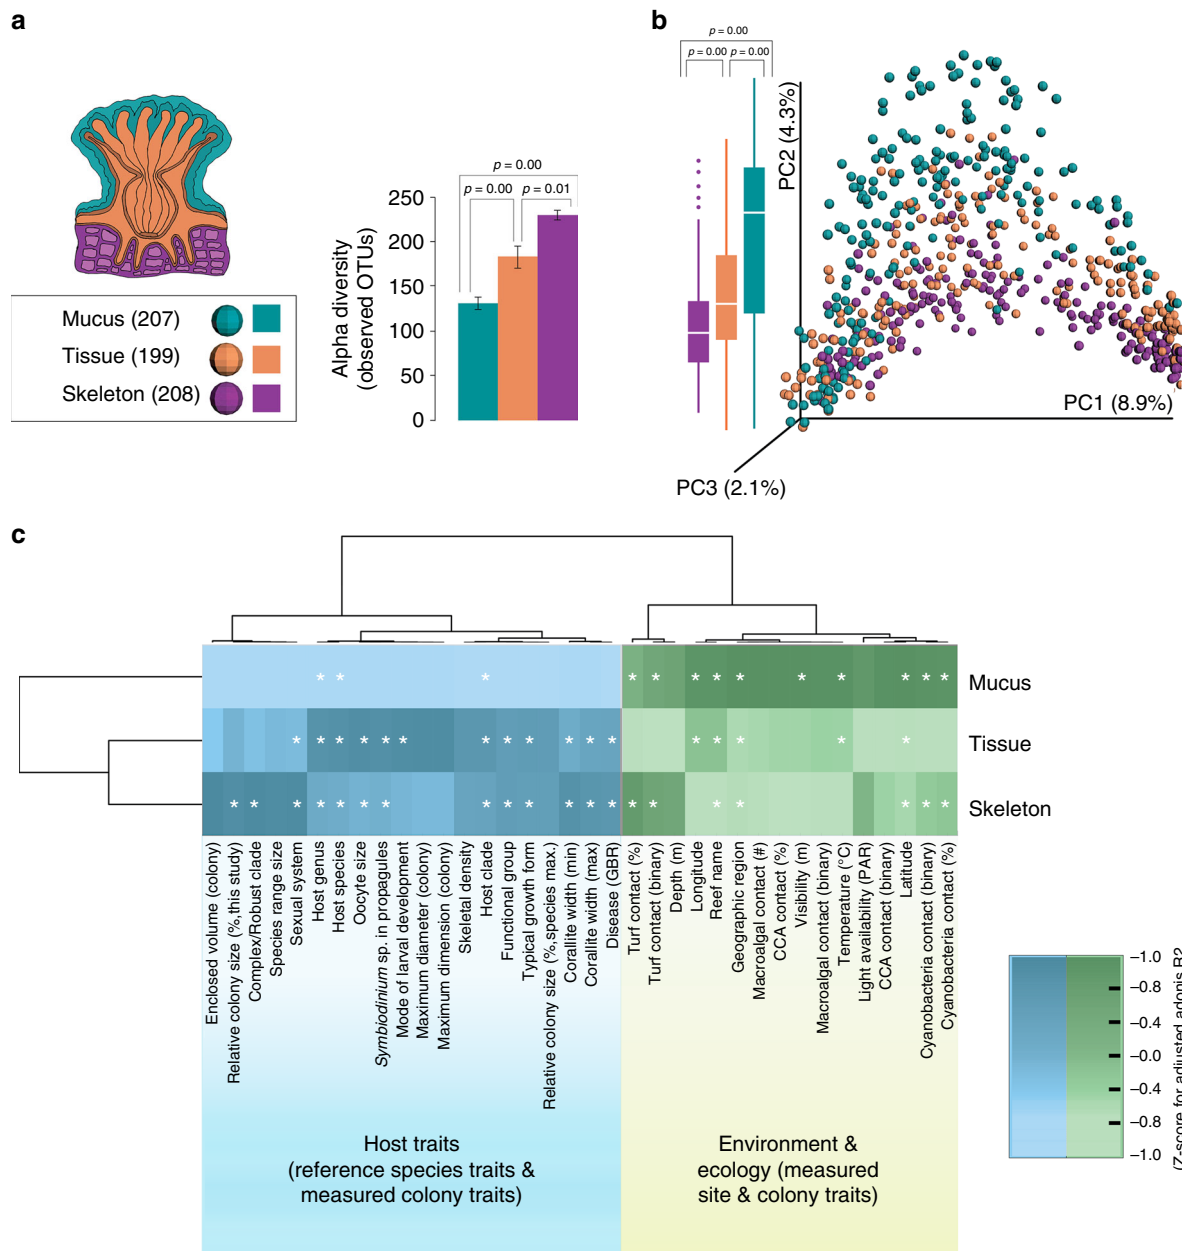 a
Mucus (207)
Tissue (199)
Skeleton (208)
p = 0.00
p = 0.00
p = 0.01
Alpha diversity
(observed OTUs)
250
200
150
100
50
0
b
p = 0.00
p = 0.00
p = 0.00
PC2 (4.3%)
PC1 (8.9%)
PC3 (2.1%)
c
* * * * * * * * * * * * *
Mucus
* * * * * * * * * * * * * * * * *
Tissue
* * * * * * * * * * * * * * * * * * * *
Skeleton
Enclosed volume (colony)
Relative colony size (%,this study)
Complex/Robust clade
Species range size
Sexual system
Host genus
Host species
Oocyte size
Symbiodinium sp. in propagules
Mode of larval development
Maximum diameter (colony)
Maximum dimension (colony)
Skeletal density
Host clade
Functional group
Typical growth form
Relative colony size (%,species max.)
Corallite width (min)
Corallite width (max)
Disease (GBR)
Turf contact (%)
Turf contact (binary)
Depth (m)
Longitude
Reef name
Geographic region
Macroalgal contact (#)
CCA contact (%)
Visibility (m)
Macroalgal contact (binary)
Temperature (°C)
Light availability (PAR)
CCA contact (binary)
Latitude
Cyanobacteria contact (binary)
Cyanobacteria contact (%)
Host traits
(reference species traits &
measured colony traits)
Environment &
ecology (measured
site & colony traits)
–1.0
–0.8
–0.4
–0.0
–0.4
–0.8
–1.0
(Z-score for adjusted adonis R2